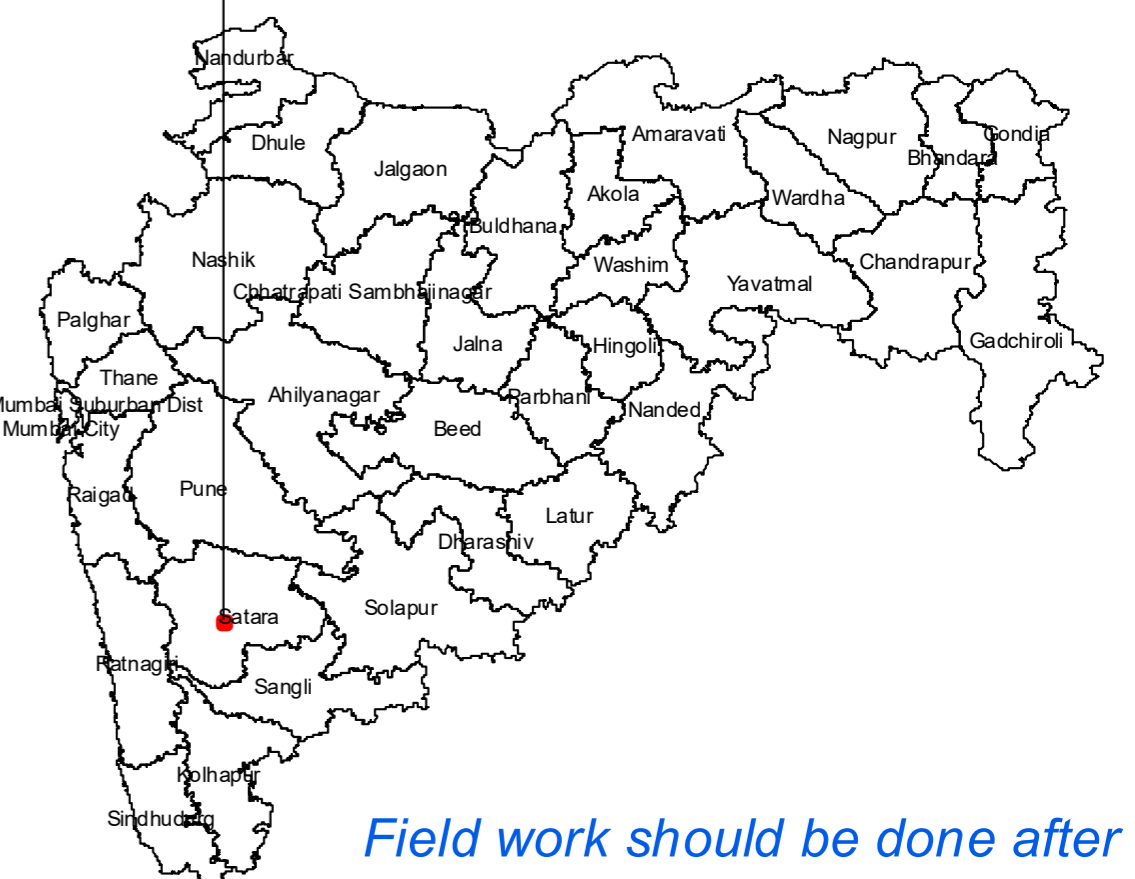 Nandurbar
Dhule
Jalgaon
Amaravati
Nagpur
Gondia
Bhandara
Akola
Wardha
Buldhana
Nashik
Washim
Chandrapur
Yavatmal
Chhatrapati Sambhajinagar
Palghar
Jalna
Hingoli
Gadchiroli
Thane
Ahilyanagar
Parbhani
Mumbai Suburban Dist
Nanded
Mumbai City
Beed
Raigad
Pune
Latur
Dharashiv
Solapur
Satara
Ratnagiri
Sangli
Kolhapur
Sindhudurg
Field work should be done after